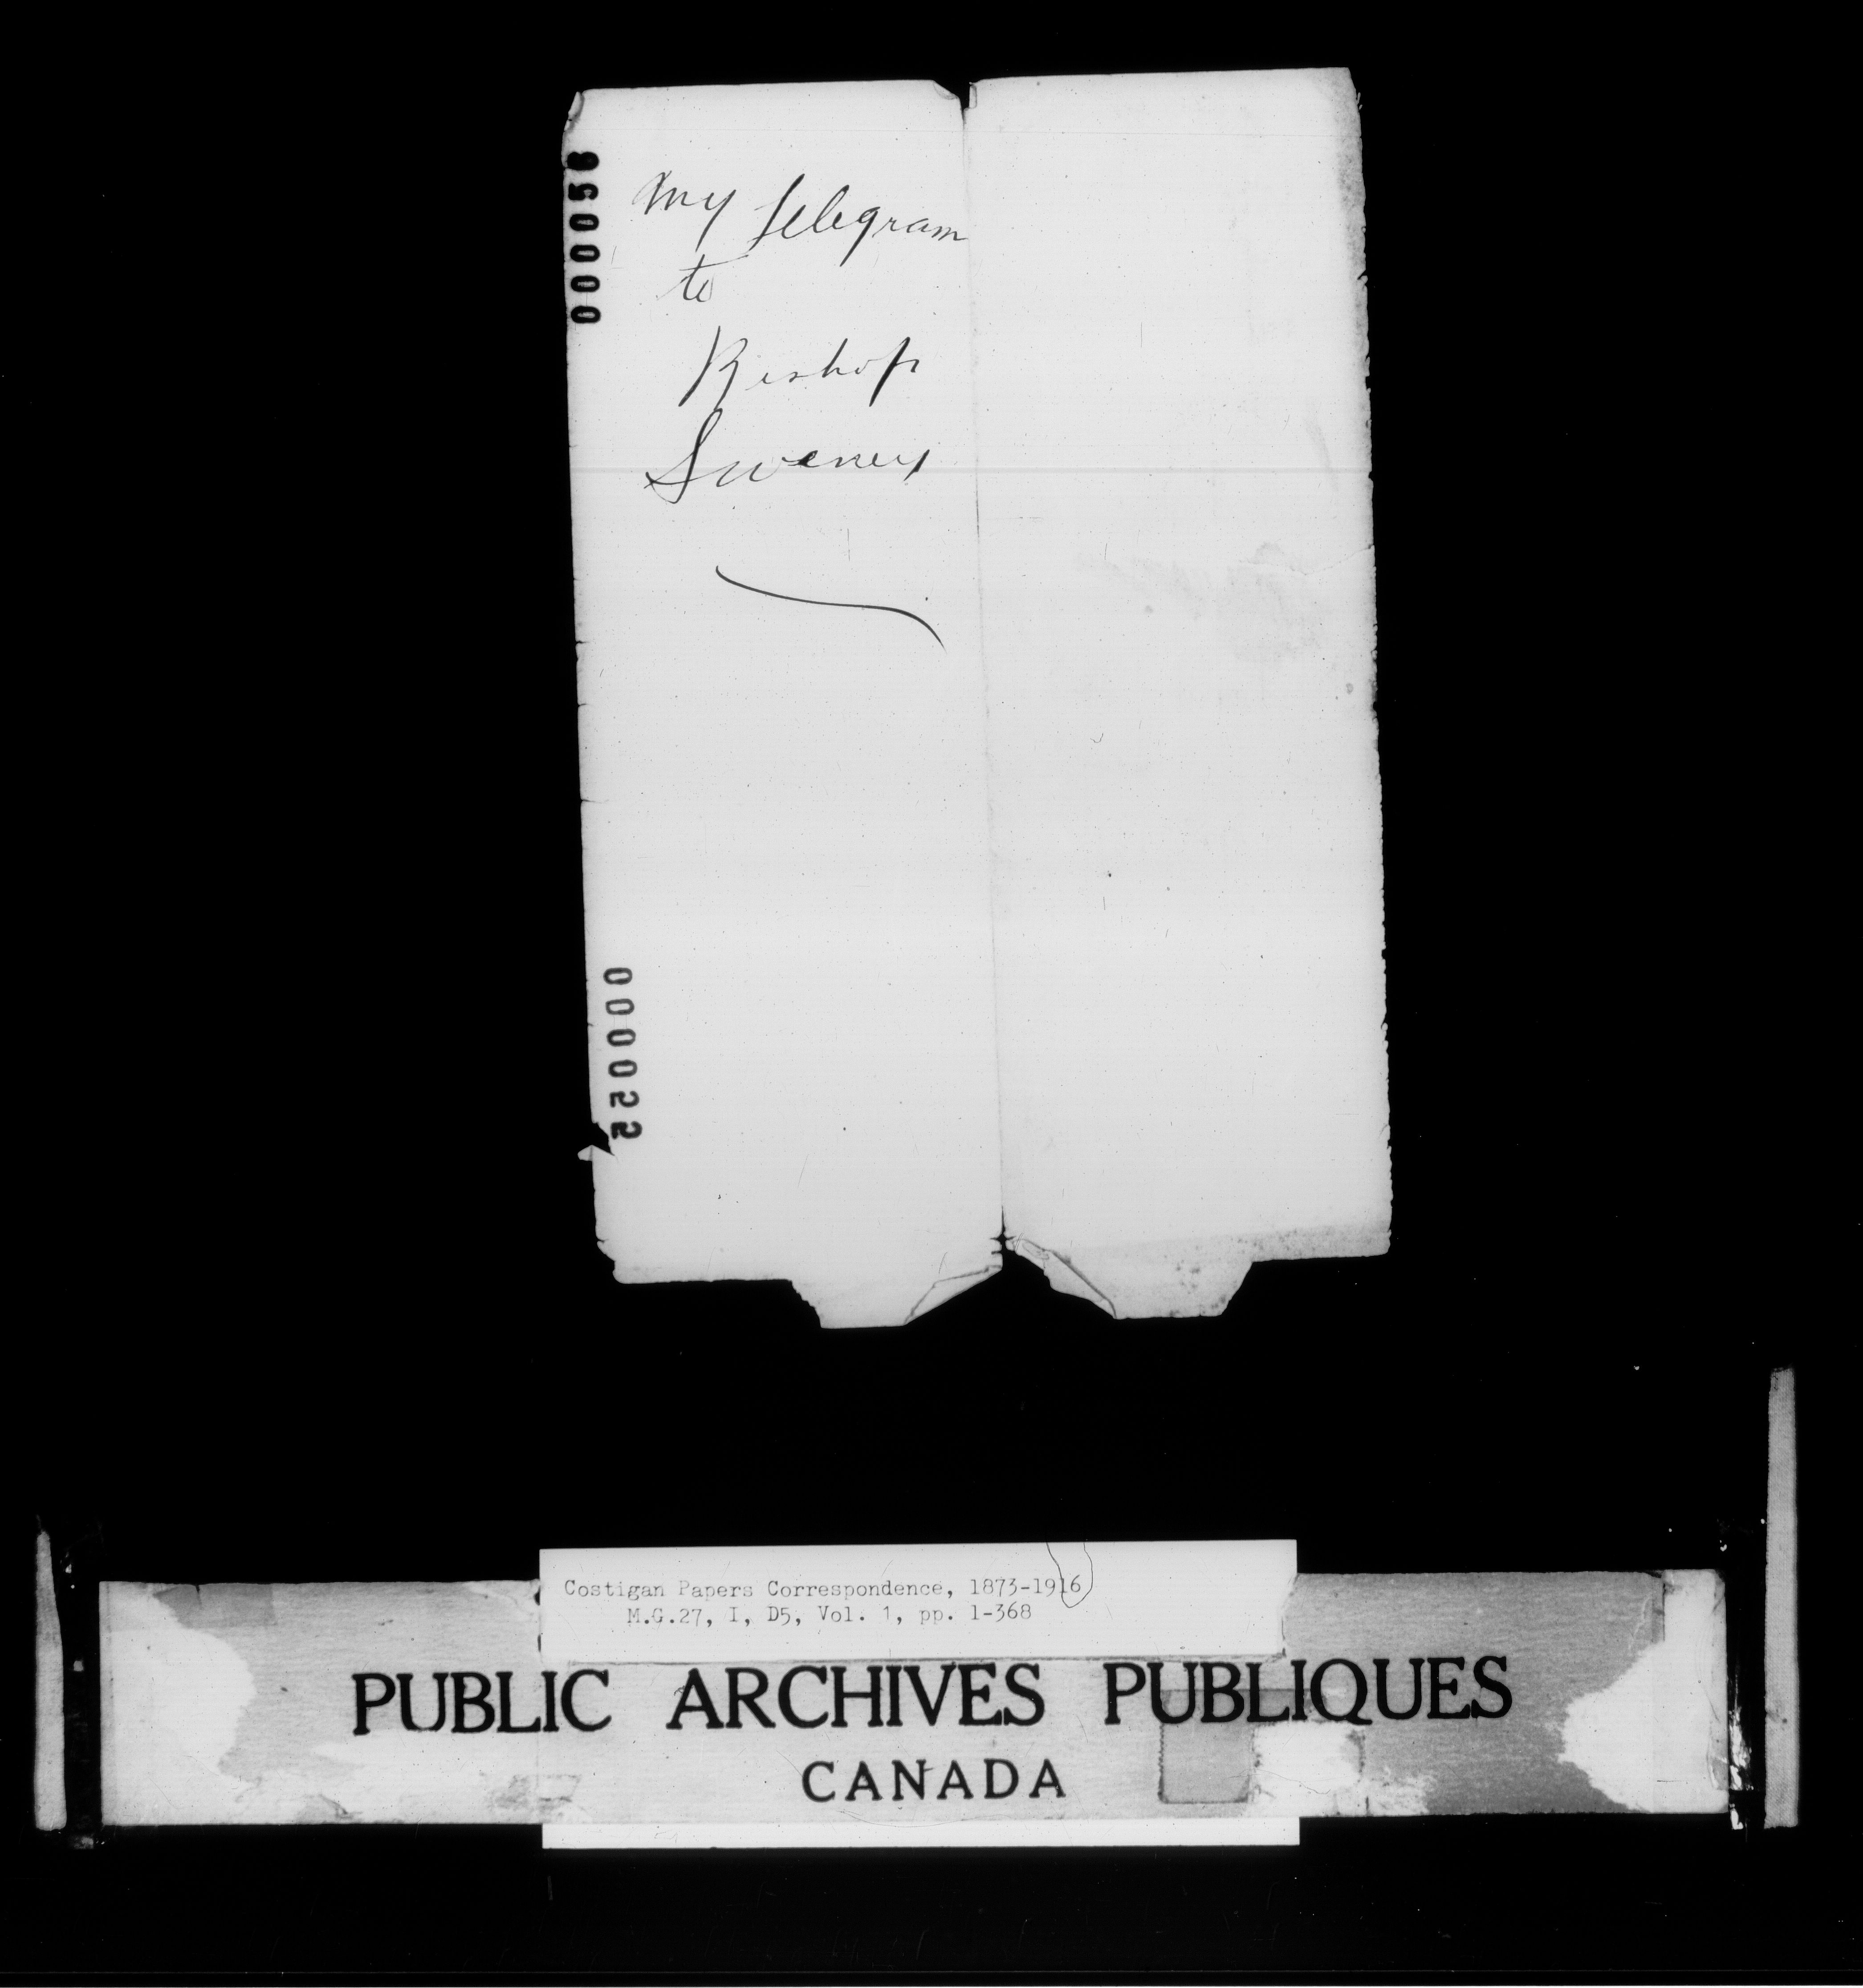 000058
My telegram
to
Bishop
Sweeney
000022
Costigan Papers Correspondence, 1873-1916
M.G.27, I, D5, Vol. 1, pp. 1-368
PUBLIC ARCHIVES PUBLIQUES
CANADA